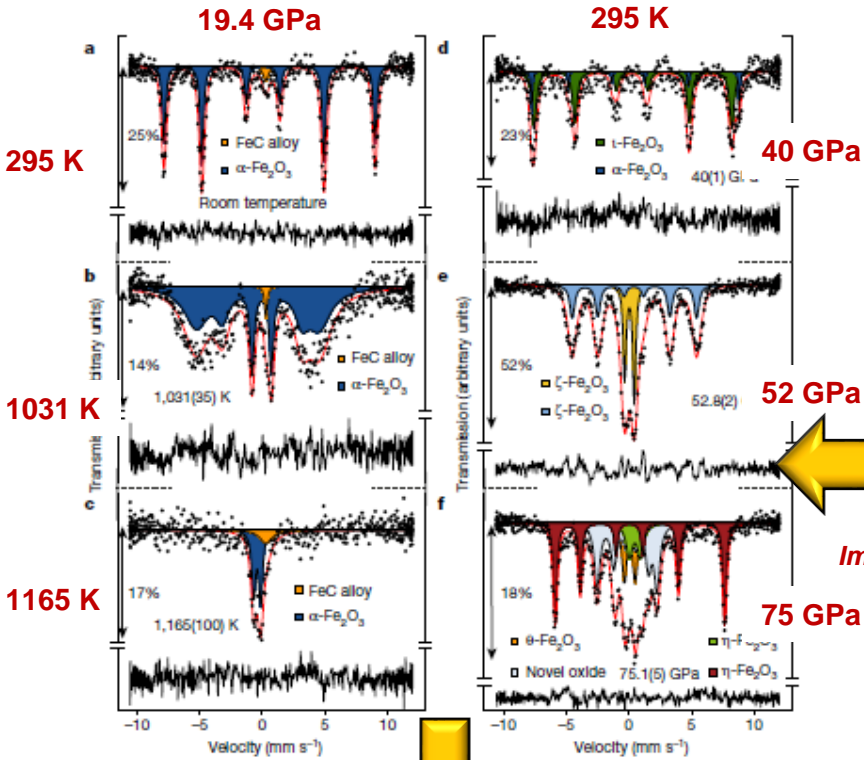 19.4 GPa
295 K
a
25%
FeC alloy
α-Fe2O3
Room temperature
295 K
b
14%
FeC alloy
α-Fe2O3
1,031(35) K
1031 K
c
17%
FeC alloy
α-Fe2O3
1,165(100) K
1165 K
−10 −5 0 5 10
Velocity (mm s−1)
d
23%
ι-Fe2O3
α-Fe2O3
40(1)
40 GPa
Transmission (arbitrary units)
e
52%
ζ-Fe2O3
ζ-Fe2O3
52.8(2)
52 GPa
f
18%
75 GPa
θ-Fe2O3
Novel oxide
75.1(5) GPa
η-Fe2O3
−10 −5 0 5 10
Velocity (mm s−1)